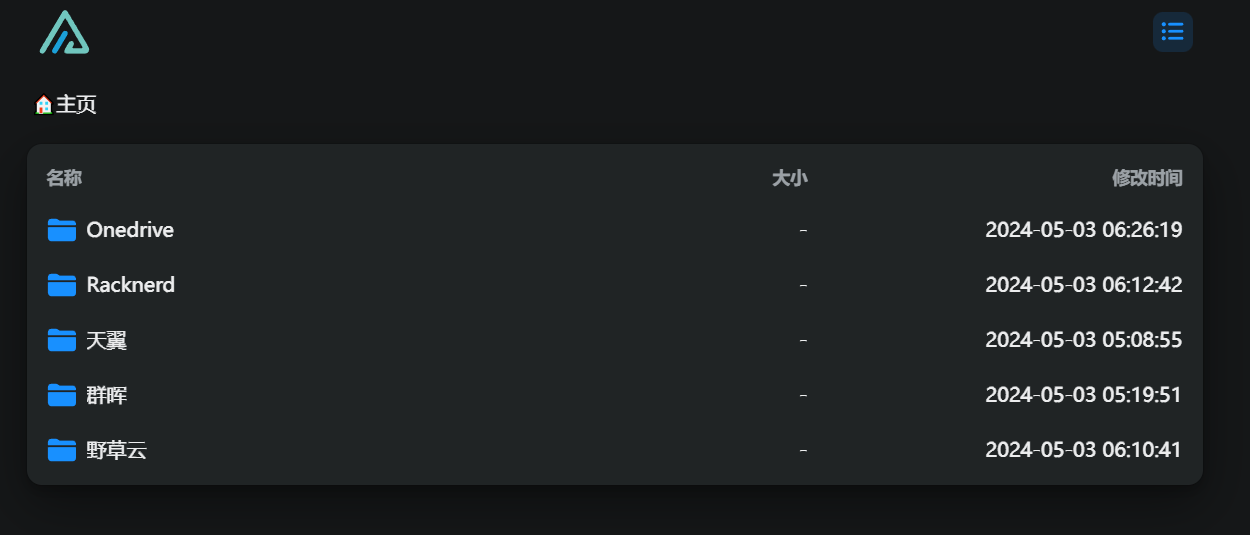 主页
名称 大小 修改时间
Onedrive - 2024-05-03 06:26:19
Racknerd - 2024-05-03 06:12:42
天翼 - 2024-05-03 05:08:55
群晖 - 2024-05-03 05:19:51
野草云 - 2024-05-03 06:10:41